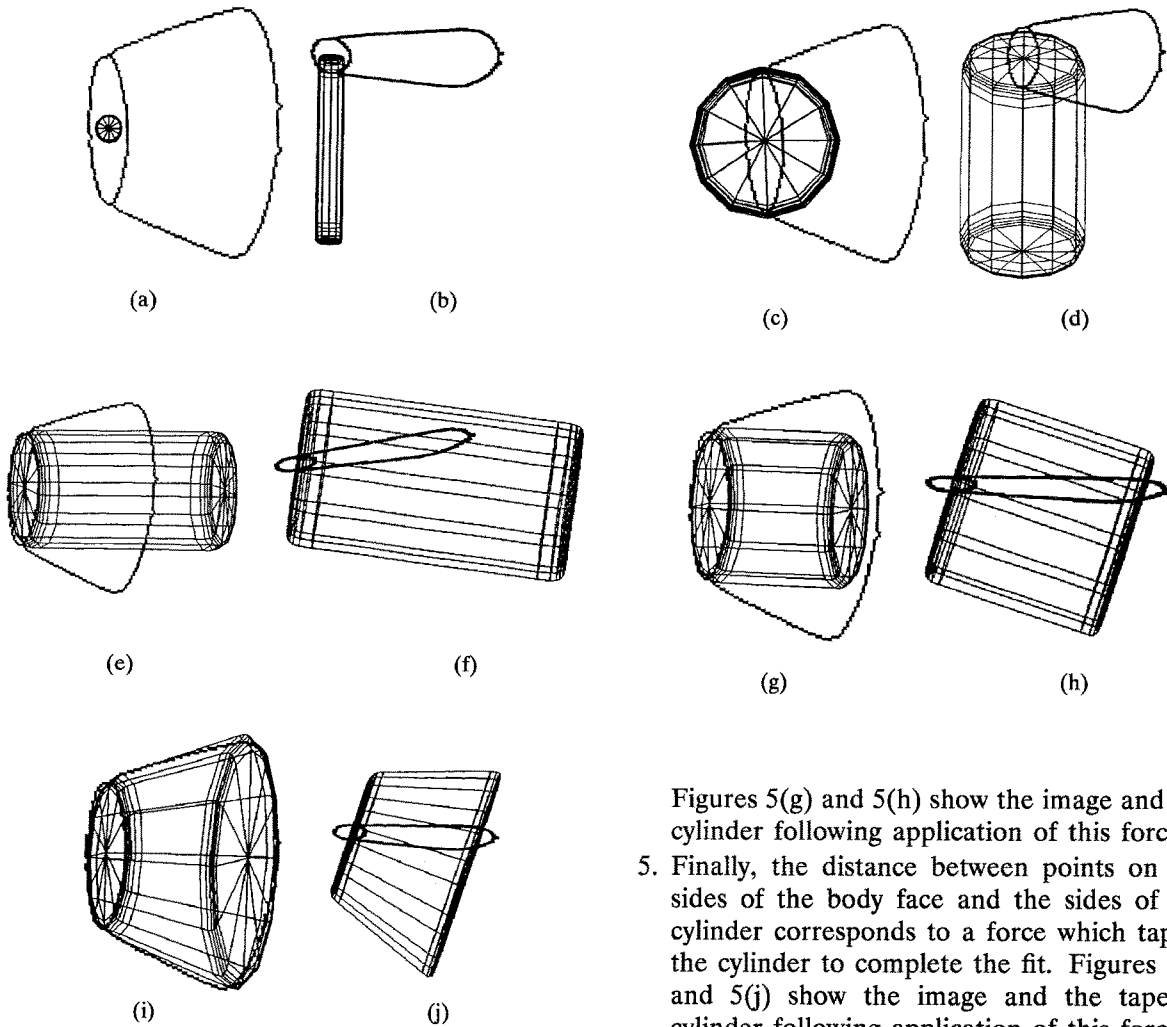 (a)
(b)
(c)
(d)
(e)
(f)
(g)
(h)
(i)
(j)
Figures 5(g) and 5(h) show the image and
cylinder following application of this forc
5. Finally, the distance between points on
sides of the body face and the sides of
cylinder corresponds to a force which tap
the cylinder to complete the fit. Figures
and 5(j) show the image and the tape
cylinder following application of this forc